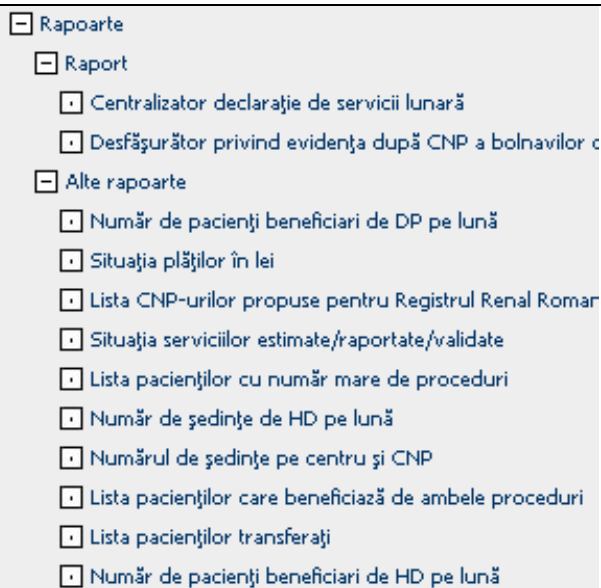 Rapoarte
Raport
Centralizator declaraţie de servicii lunară
Desfăşurător privind evidenţa după CNP a bolnavilor
Alte rapoarte
Număr de pacienţi beneficiari de DP pe lună
Situaţia plăţilor în lei
Lista CNP-urilor propuse pentru Registrul Renal Roman
Situaţia serviciilor estimate/raportate/validate
Lista pacienţilor cu număr mare de proceduri
Număr de şedinţe de HD pe lună
Numărul de şedinţe pe centru şi CNP
Lista pacienţilor care beneficiază de ambele proceduri
Lista pacienţilor transferaţi
Număr de pacienţi beneficiari de HD pe lună